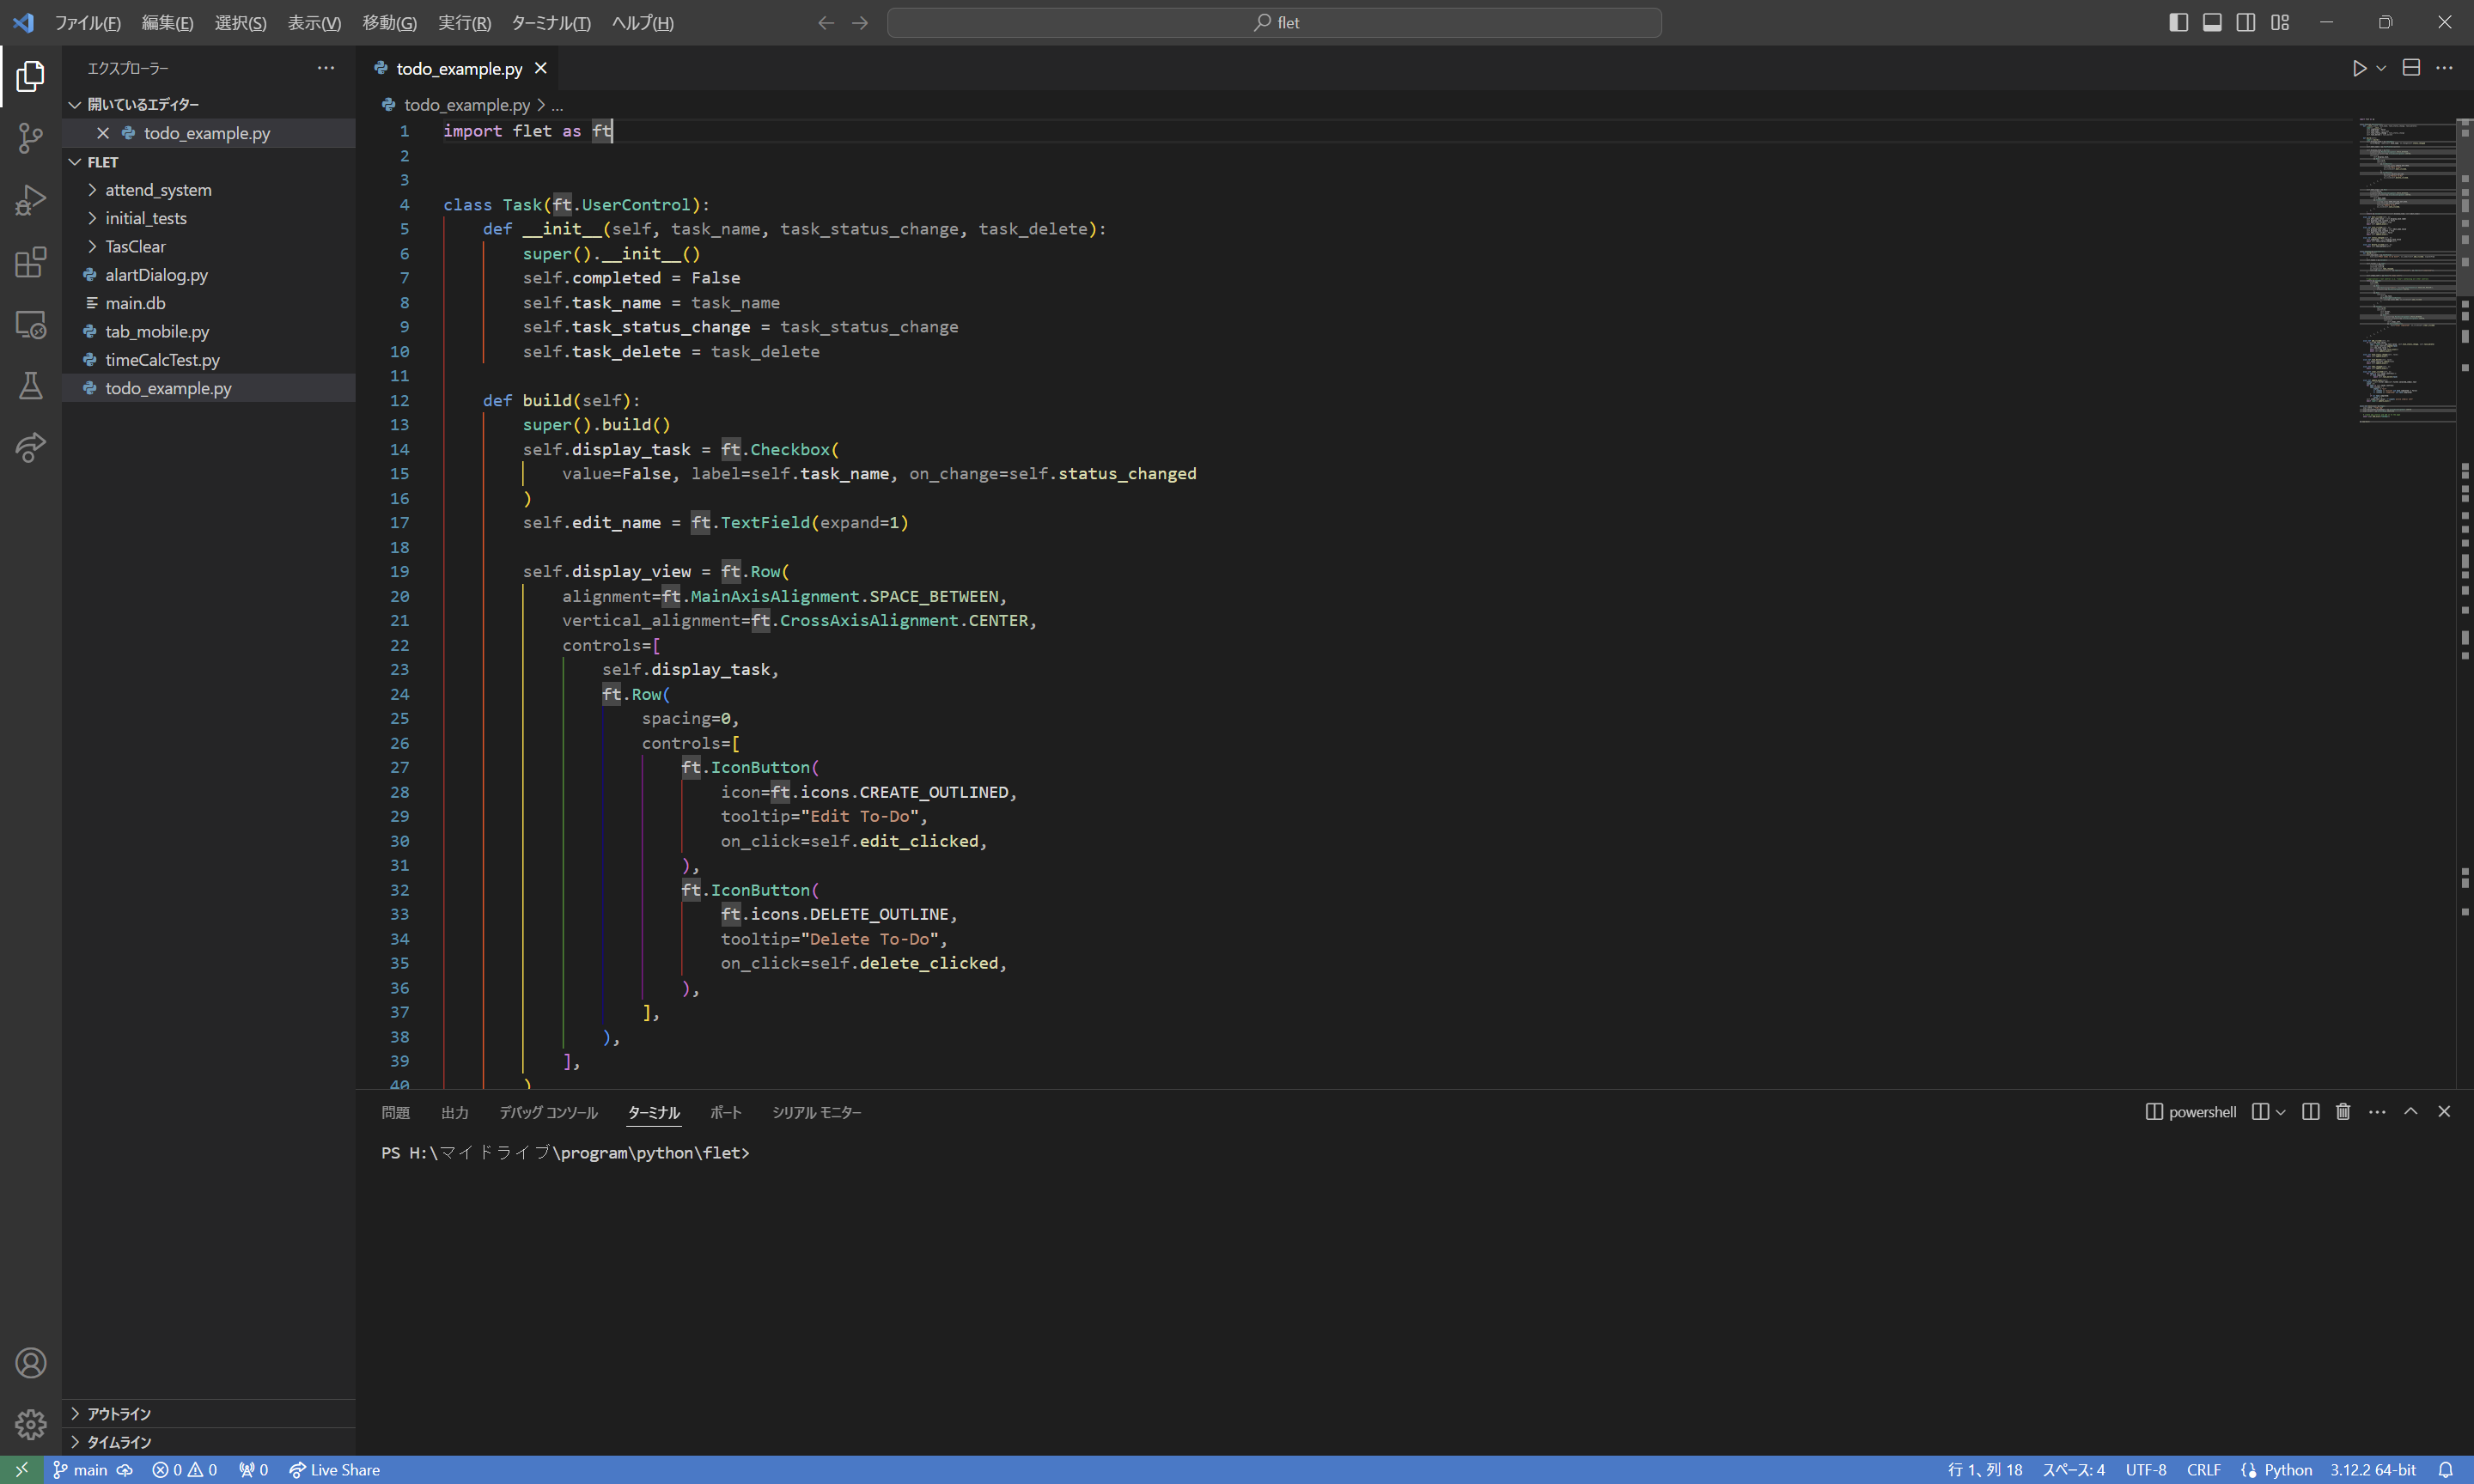 ファイル(F) 編集(E) 選択(S) 表示(V) 移動(G) 実行(R) ターミナル(T) ヘルプ(H)
flet
エクスプローラー
開いているエディター
todo_example.py
FLET
attend_system
initial_tests
TasClear
alartDialog.py
main.db
tab_mobile.py
timeCalcTest.py
todo_example.py
アウトライン
タイムライン
todo_example.py
todo_example.py > ...
1 import flet as ft
2
3
4 class Task(ft.UserControl):
5 def __init__(self, task_name, task_status_change, task_delete):
6 super().__init__()
7 self.completed = False
8 self.task_name = task_name
9 self.task_status_change = task_status_change
10 self.task_delete = task_delete
11
12 def build(self):
13 super().build()
14 self.display_task = ft.Checkbox(
15 value=False, label=self.task_name, on_change=self.status_changed
16 )
17 self.edit_name = ft.TextField(expand=1)
18
19 self.display_view = ft.Row(
20 alignment=ft.MainAxisAlignment.SPACE_BETWEEN,
21 vertical_alignment=ft.CrossAxisAlignment.CENTER,
22 controls=[
23 self.display_task,
24 ft.Row(
25 spacing=0,
26 controls=[
27 ft.IconButton(
28 icon=ft.icons.CREATE_OUTLINED,
29 tooltip="Edit To-Do",
30 on_click=self.edit_clicked,
31 ),
32 ft.IconButton(
33 ft.icons.DELETE_OUTLINE,
34 tooltip="Delete To-Do",
35 on_click=self.delete_clicked,
36 ),
37 ],
38 ),
39 ],
40 )
問題 出力 デバッグ コンソール ターミナル ポート シリアル モニター
powershell
PS H:\マイドライブ\program\python\flet>
main 0 0 0 Live Share
行 1、列 18 スペース: 4 UTF-8 CRLF Python 3.12.2 64-bit